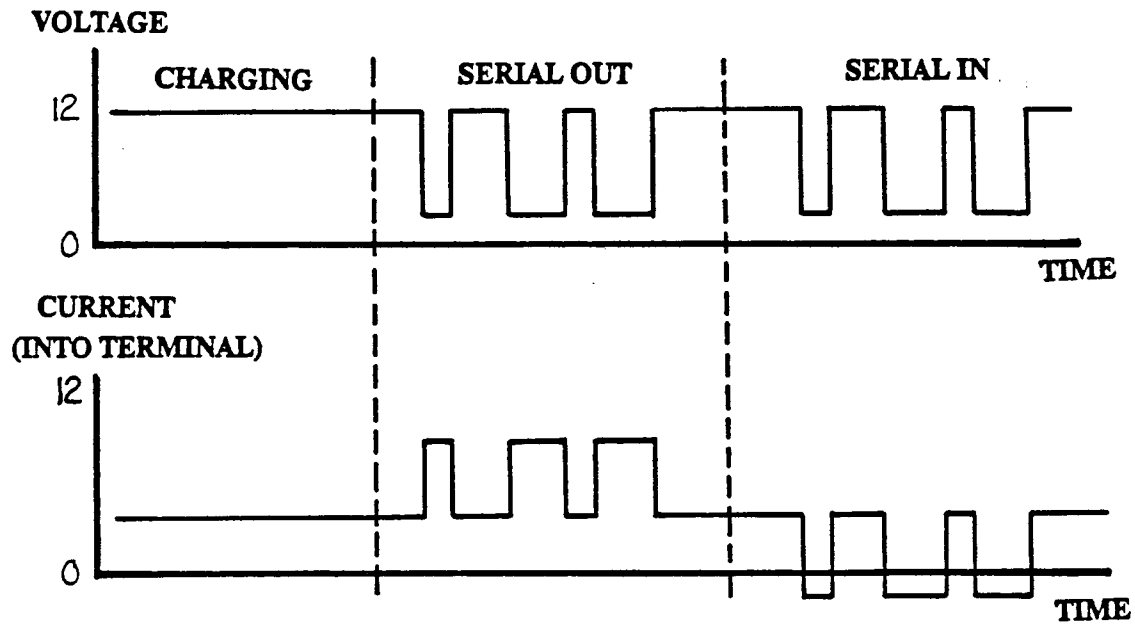 VOLTAGE
CHARGING
SERIAL OUT
SERIAL IN
12
0
TIME
CURRENT
(INTO TERMINAL)
12
0
TIME